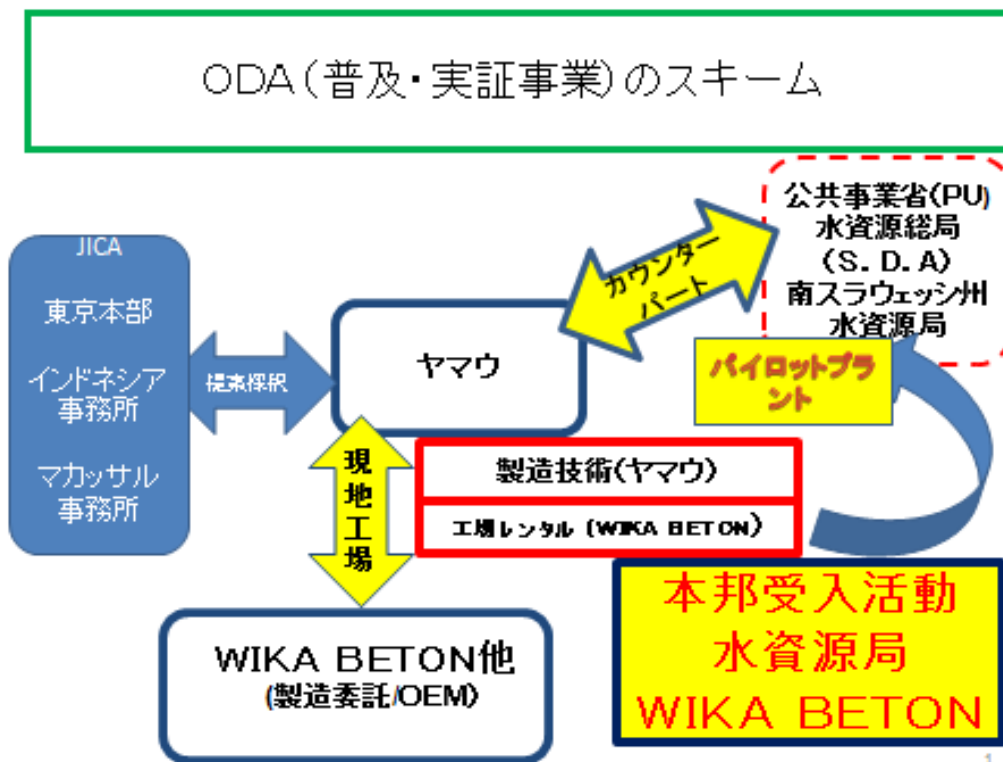 ODA(普及・実証事業)のスキーム
公共事業省(PU)
水資源総局
(S．D．A)
南スラウェッシ州
水資源局
カウンター
パート
JICA
東京本部
インドネシア
事務所
マカッサル
事務所
提案採択
ヤマウ
パイロットプラ
ント
現
地
工
場
製造技術(ヤマウ)
工場レンタル（WIKA BETON）
WIKA BETON他
(製造委託/OEM)
本邦受入活動
水資源局
WIKA BETON
1